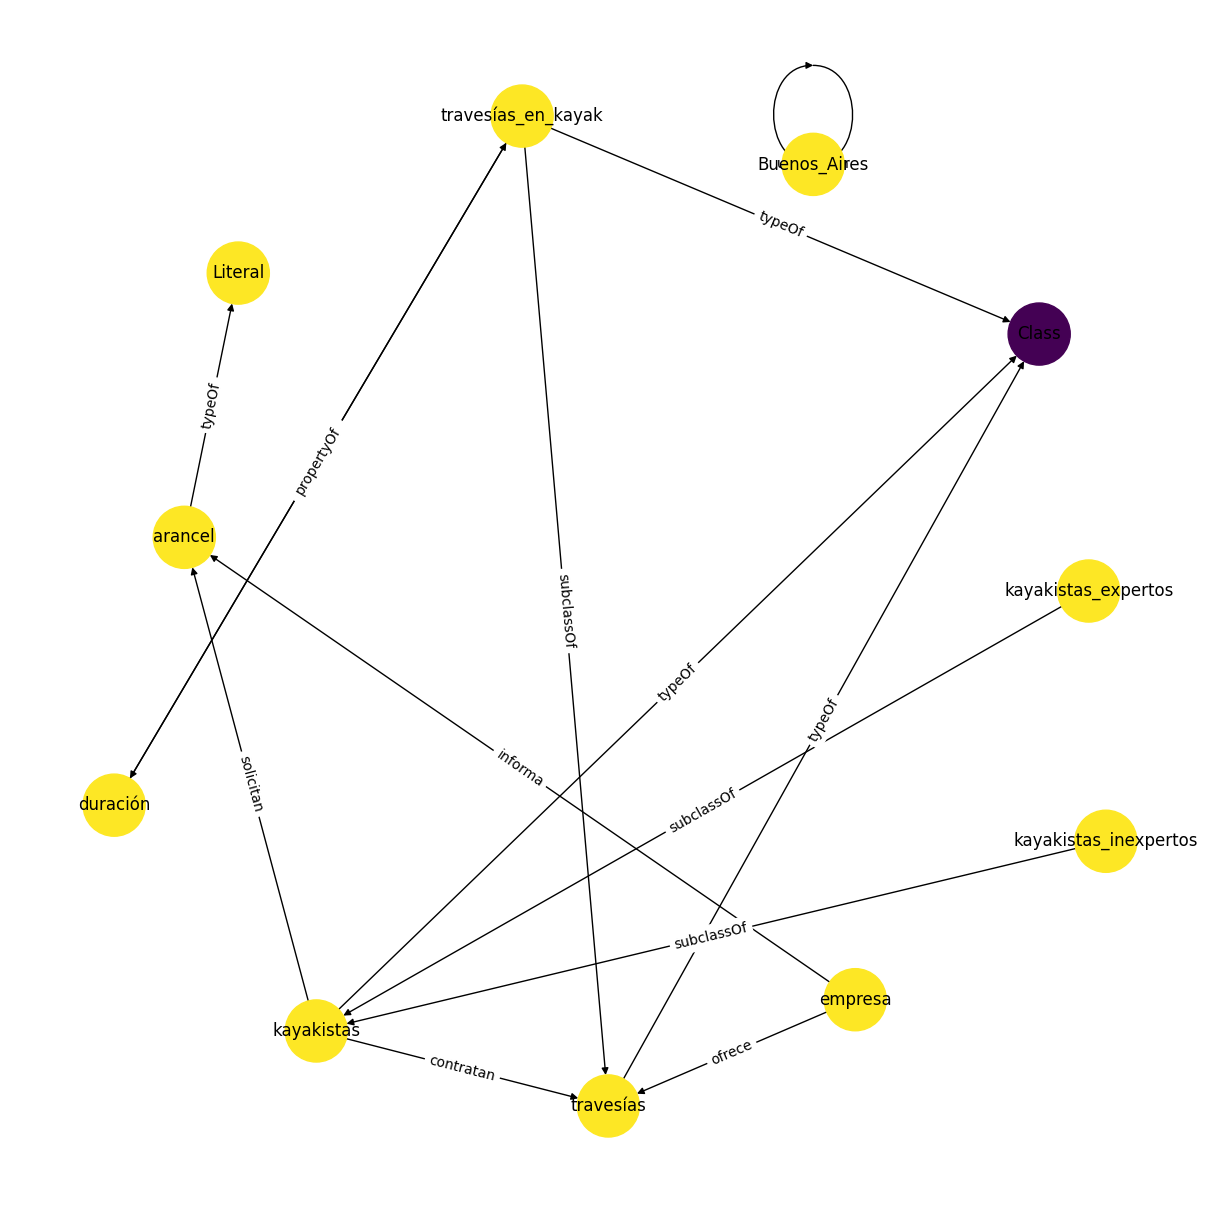 travesías_en_kayak
Buenos_Aires
typeOf
Literal
Class
typeOf
propertyOf
arancel
kayakistas_expertos
subclassOf
typeOf
typeOf
informa
solicitan
duración
subclassOf
kayakistas_inexpertos
subclassOf
empresa
kayakistas
ofrece
contratan
travesías